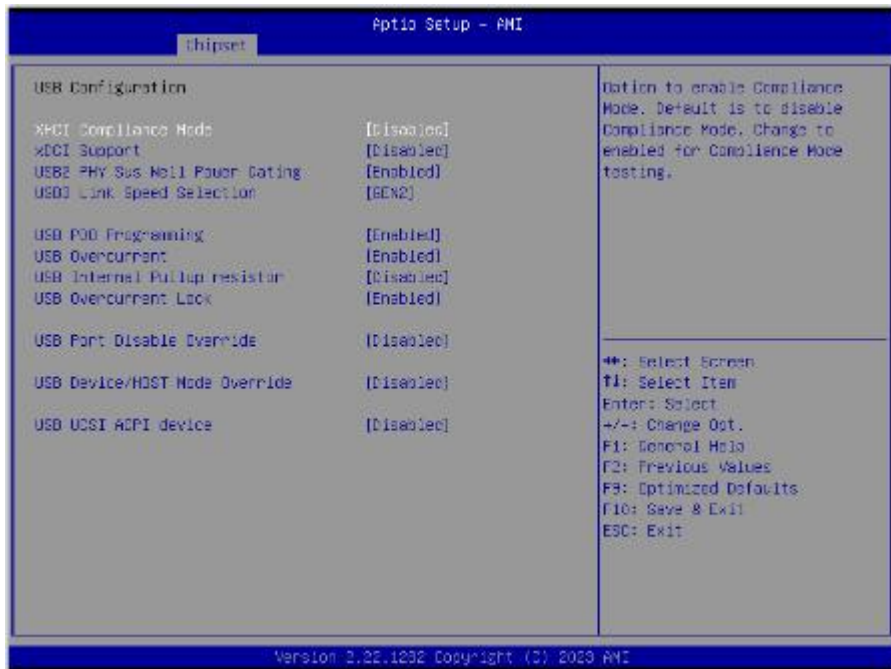 Aptio Setup - AMI
Chipset
USB Configuration
XHCI Compliance Mode [Disabled]
xDCI Support [Disabled]
USB2 PHY Sus Well Power Gating [Enabled]
USB3 Link Speed Selection [GEN2]
USB PDO Programming [Enabled]
USB Overcurrent [Enabled]
USB Internal Pullup resistor [Disabled]
USB Overcurrent Lock [Enabled]
USB Port Disable Override [Disabled]
USB Device/HOST Mode Override [Disabled]
USB UCSI ACPI device [Disabled]
Option to enable Compliance
Mode. Default is to disable
Compliance Mode. Change to
enabled for Compliance Mode
testing.
→←: Select Screen
↑↓: Select Item
Enter: Select
+/-: Change Opt.
F1: General Help
F2: Previous Values
F9: Optimized Defaults
F10: Save & Exit
ESC: Exit
Version Copyright (C) AMI